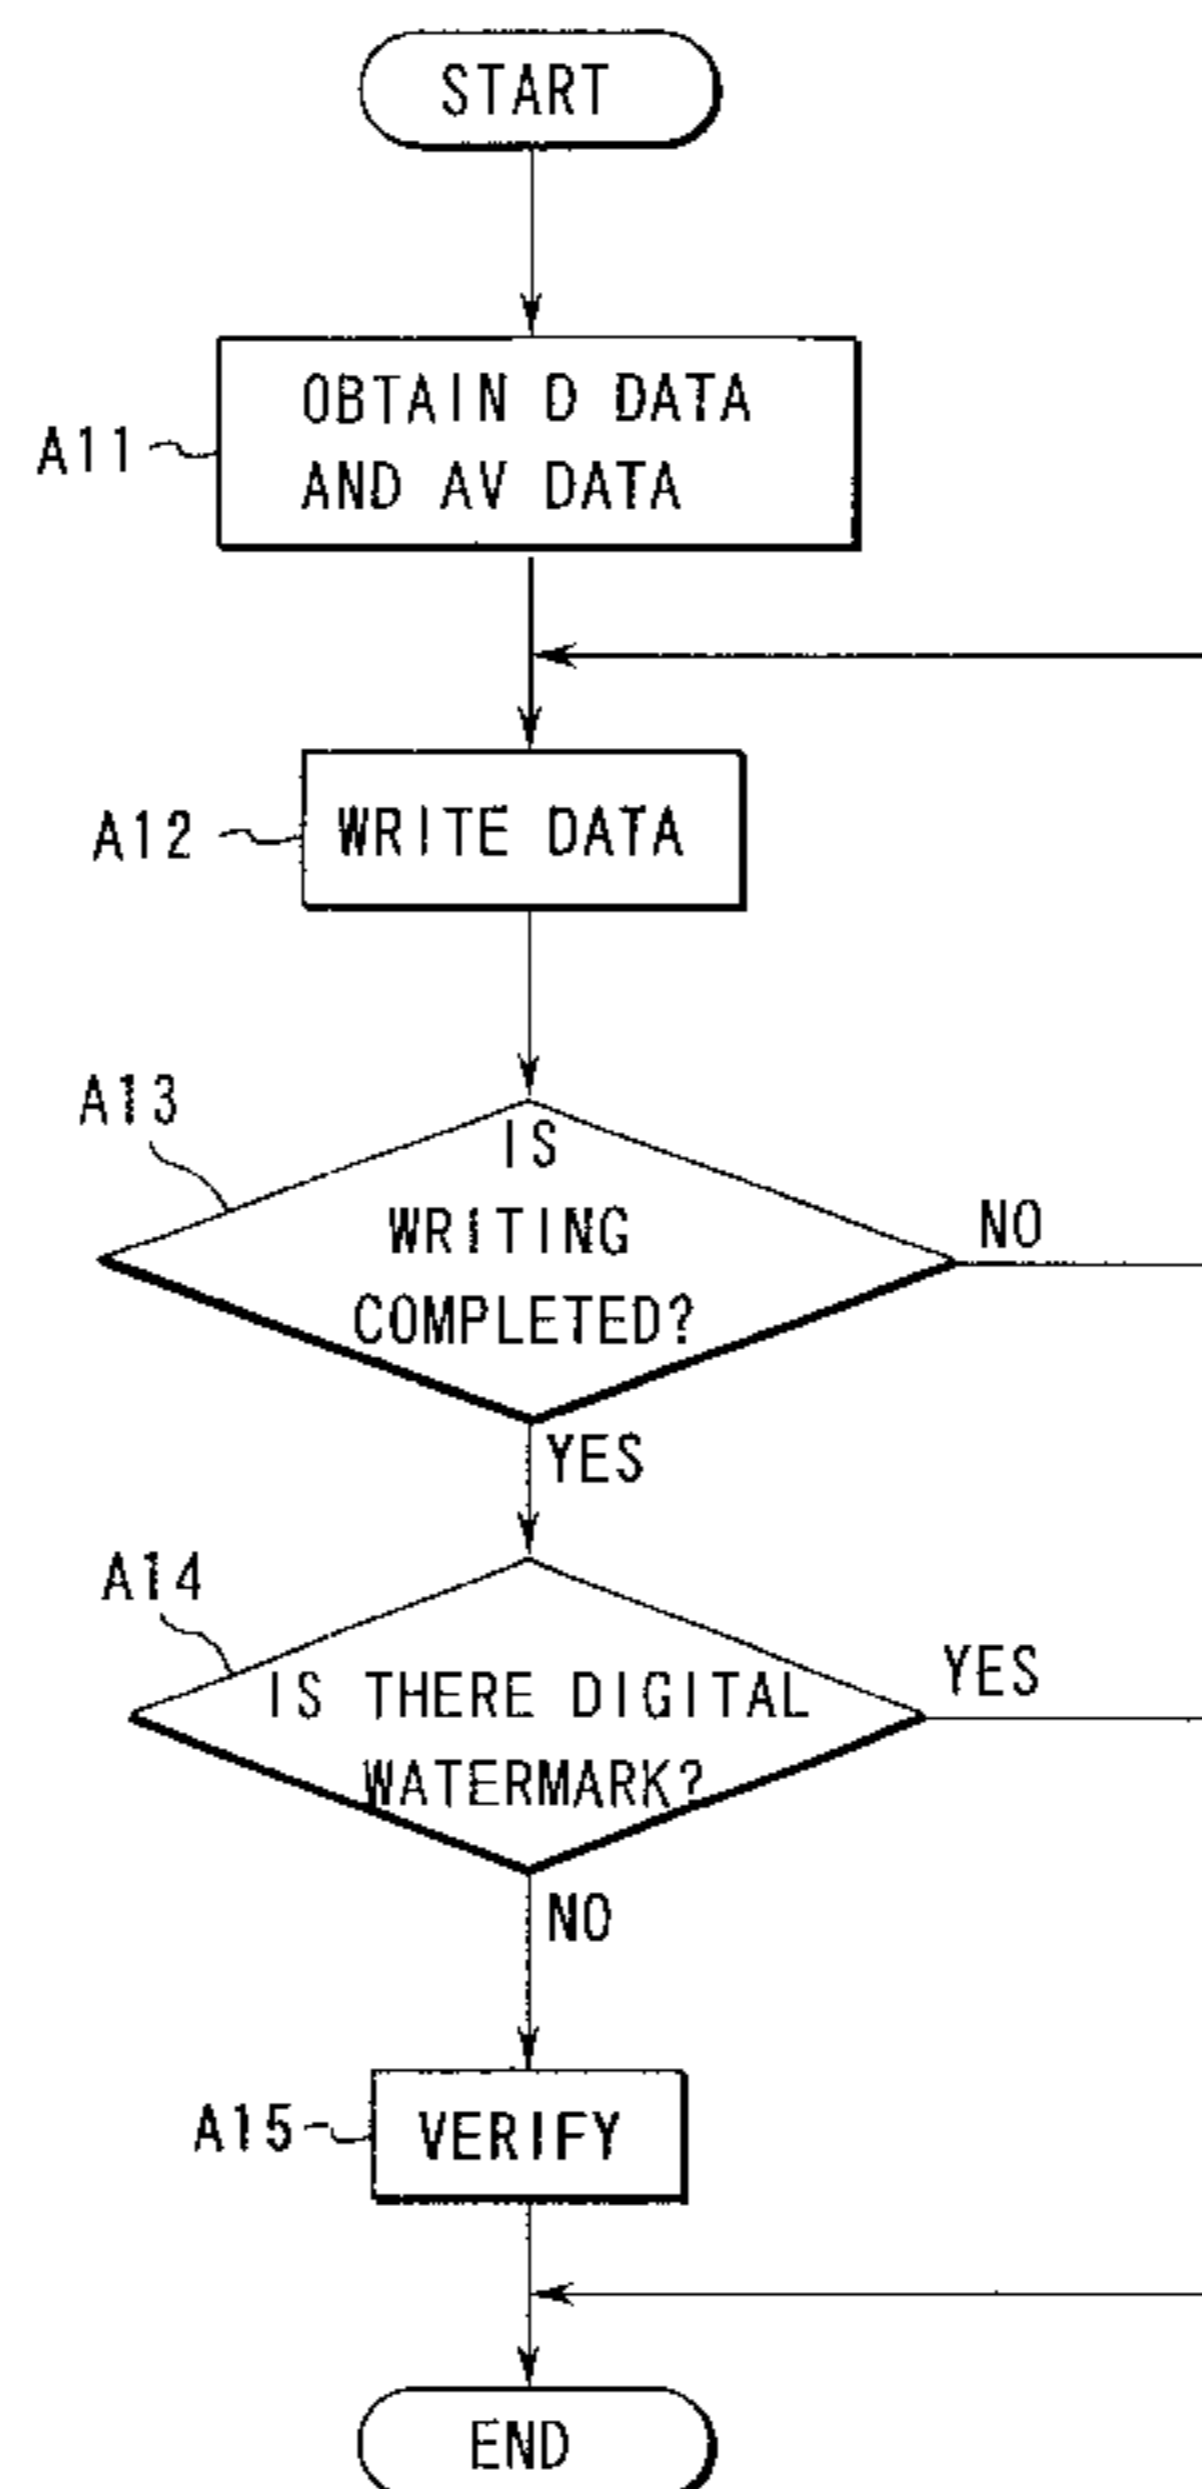 START
OBTAIN D DATA
AND AV DATA
A11
A12
WRITE DATA
A13
IS
WRITING
COMPLETED?
NO
YES
A14
IS THERE DIGITAL
WATERMARK?
YES
NO
A15
VERIFY
END